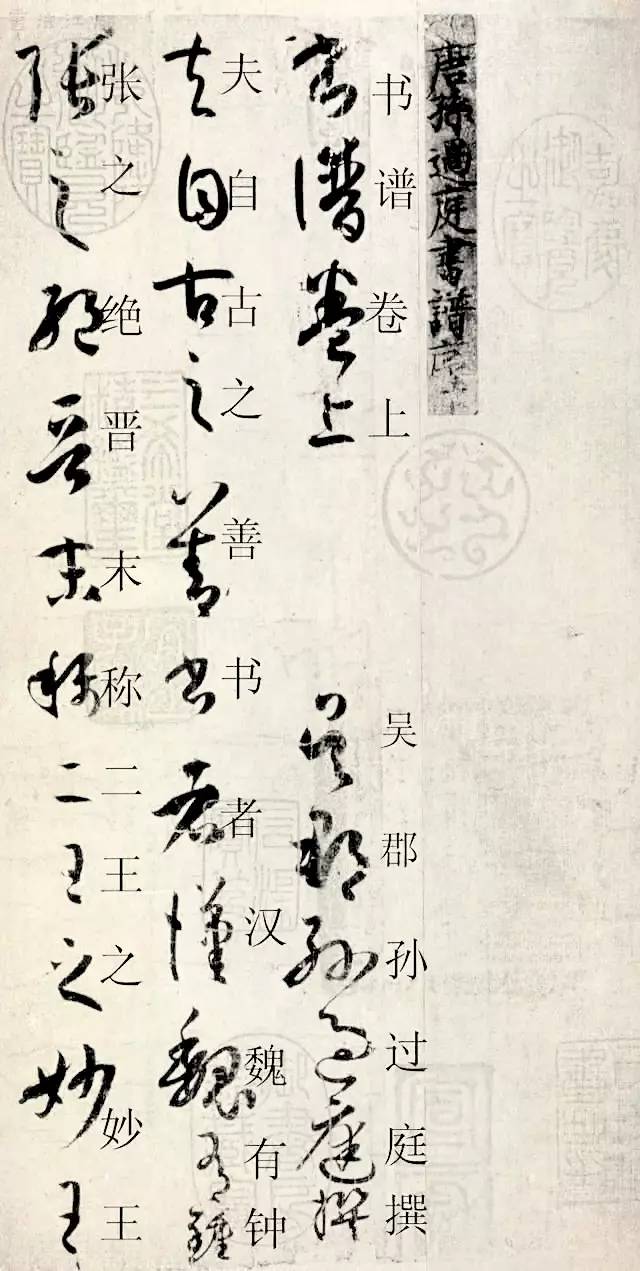 唐孫過庭書譜序
书谱卷上 吴郡孙过庭撰
書譜卷上 吳郡孫過庭撰
夫自古之善书者汉魏有钟
夫自古之善書者漢魏有鍾
张之绝晋末称二王之妙王
張之絕晉末稱二王之妙王